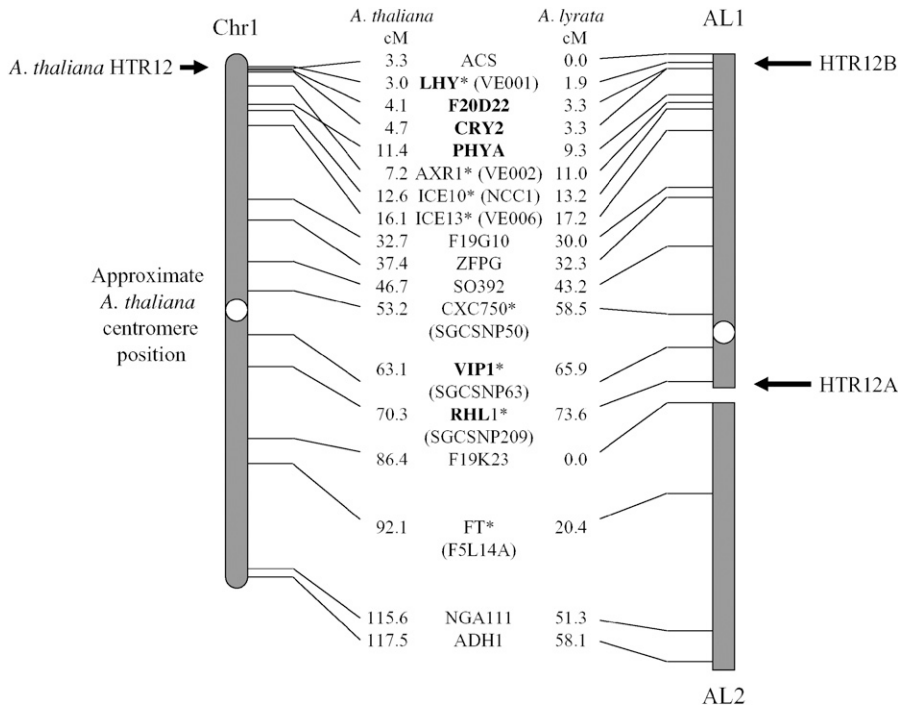 A. thaliana A. lyrata
Chr1 cM cM AL1
A. thaliana HTR12 3.3 ACS 0.0 HTR12B
3.0 LHY* (VE001) 1.9
4.1 F20D22 3.3
4.7 CRY2 3.3
11.4 PHYA 9.3
7.2 AXR1* (VE002) 11.0
12.6 ICE10* (NCC1) 13.2
16.1 ICE13* (VE006) 17.2
32.7 F19G10 30.0
37.4 ZFPG 32.3
46.7 SO392 43.2
53.2 CXC750* 58.5
(SGCSNP50)
Approximate
A. thaliana
centromere
position
63.1 VIP1* 65.9
(SGCSNP63)
HTR12A
70.3 RHL1* 73.6
(SGCSNP209)
86.4 F19K23 0.0
92.1 FT* 20.4
(F5L14A)
115.6 NGA111 51.3
117.5 ADH1 58.1
AL2